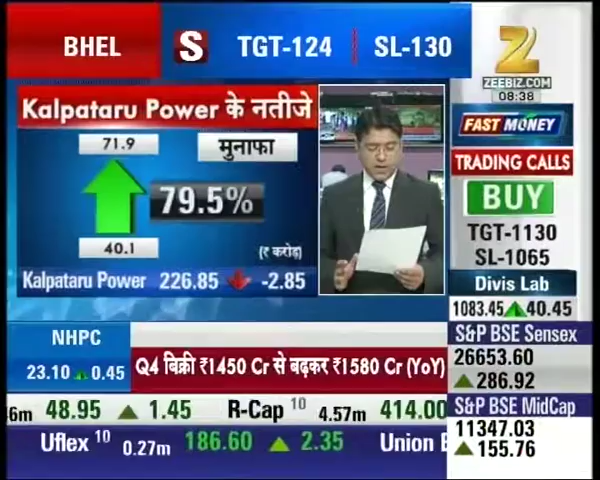 BHEL
S TGT-124 SL-130
ZEEBIZ.COM
08:38
Kalpataru Power के नतीजे
71.9
मुनाफा
79.5%
40.1
(₹ करोड़)
Kalpataru Power 226.85 -2.85
FAST MONEY
TRADING CALLS
BUY
TGT-1130
SL-1065
Divis Lab
1083.45 40.45
NHPC
23.10 0.45
Q4 बिक्री ₹1450 Cr से बढ़कर ₹1580 Cr (YoY)
S&P BSE Sensex
26653.60
286.92
6m 48.95 1.45 R-Cap 10 4.57m 414.00
S&P BSE MidCap
11347.03
155.76
Uflex 10 0.27m 186.60 2.35 Union B